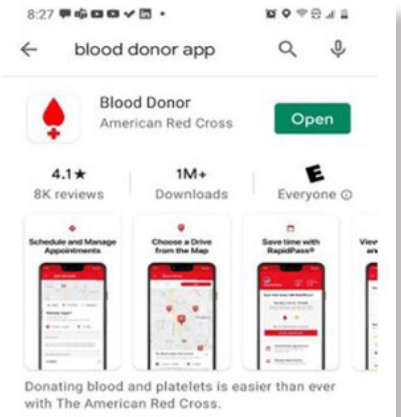 8:27
blood donor app
Blood Donor
American Red Cross
Open
4.1★
8K reviews
1M+
Downloads
E
Everyone
Schedule and Manage
Appointments
Choose a Drive
from the Map
Save time with
RapidPass®
Donating blood and platelets is easier than ever
with The American Red Cross.